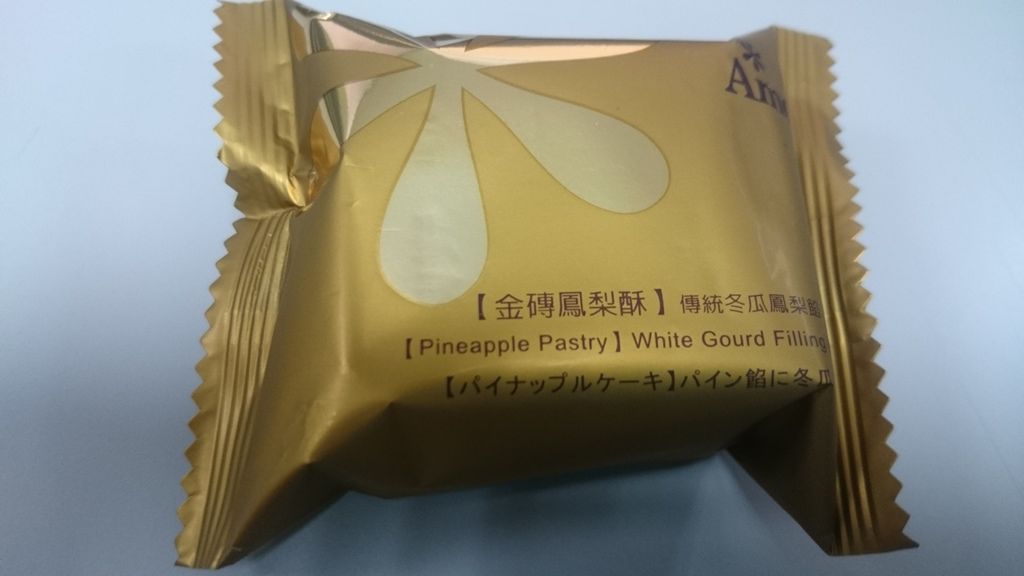 Am
【金磚鳳梨酥】傳統冬瓜鳳梨餡
【Pineapple Pastry】White Gourd Filling
【パイナップルケーキ】パイン餡に冬瓜